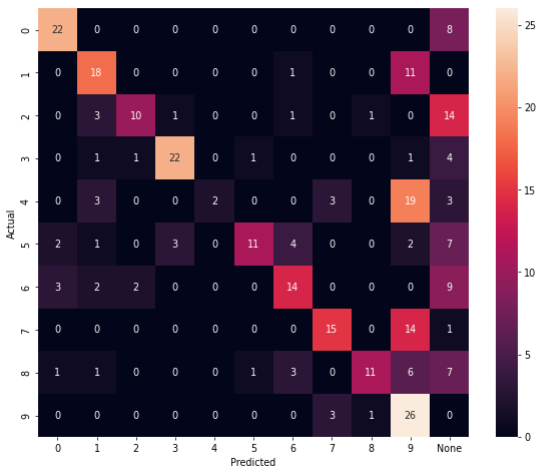 0 22 0 0 0 0 0 0 0 0 0 8
1 0 18 0 0 0 0 1 0 0 11 0
2 0 3 10 1 0 0 1 0 1 0 14
3 0 1 1 22 0 1 0 0 0 1 4
4 0 3 0 0 2 0 0 3 0 19 3
5 2 1 0 3 0 11 4 0 0 2 7
6 3 2 2 0 0 0 14 0 0 0 9
7 0 0 0 0 0 0 0 15 0 14 1
8 1 1 0 0 0 1 3 0 11 6 7
9 0 0 0 0 0 0 0 3 1 26 0
Actual
0 1 2 3 4 5 6 7 8 9 None
Predicted
25
20
15
10
5
0